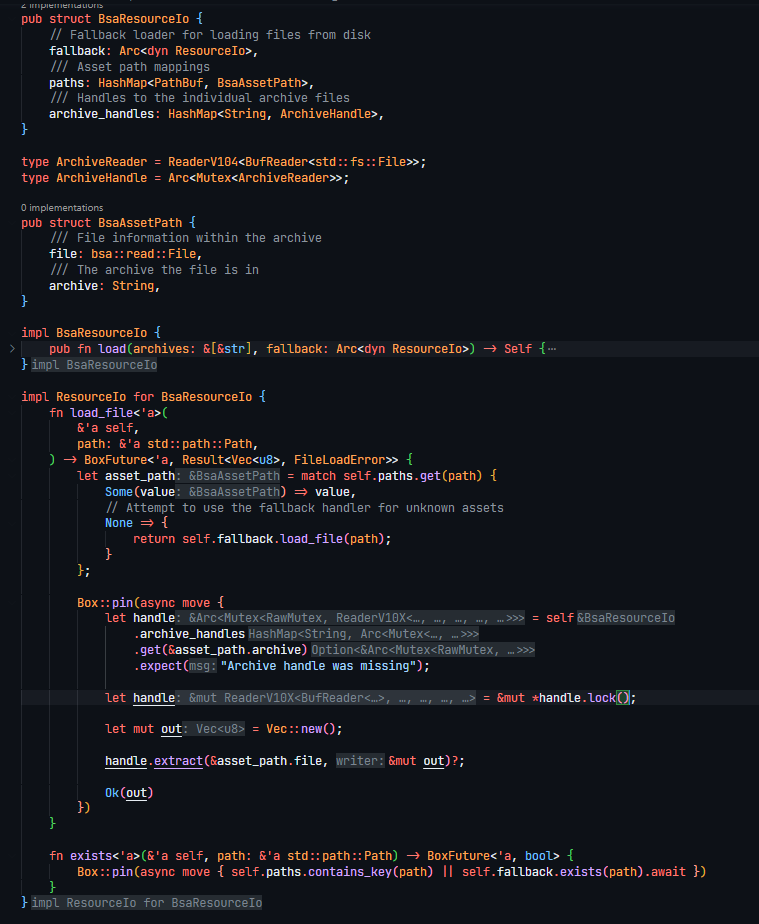 2 implementations
pub struct BsaResourceIo {
    // Fallback loader for loading files from disk
    fallback: Arc<dyn ResourceIo>,
    /// Asset path mappings
    paths: HashMap<PathBuf, BsaAssetPath>,
    /// Handles to the individual archive files
    archive_handles: HashMap<String, ArchiveHandle>,
}
type ArchiveReader = ReaderV104<BufReader<std::fs::File>>;
type ArchiveHandle = Arc<Mutex<ArchiveReader>>;
0 implementations
pub struct BsaAssetPath {
    /// File information within the archive
    file: bsa::read::File,
    /// The archive the file is in
    archive: String,
}
impl BsaResourceIo {
    pub fn load(archives: &[&str], fallback: Arc<dyn ResourceIo>) -> Self {⋯
} impl BsaResourceIo
impl ResourceIo for BsaResourceIo {
    fn load_file<'a>(
        &'a self,
        path: &'a std::path::Path,
    ) -> BoxFuture<'a, Result<Vec<u8>, FileLoadError>> {
        let asset_path: &BsaAssetPath = match self.paths.get(path) {
            Some(value: &BsaAssetPath) => value,
            // Attempt to use the fallback handler for unknown assets
            None => {
                return self.fallback.load_file(path);
            }
        };
        Box::pin(async move {
            let handle: &Arc<Mutex<RawMutex, ReaderV10X<…, …, …, …, …>>> = self &BsaResourceIo
                .archive_handles HashMap<String, Arc<Mutex<…, …>>>
                .get(&asset_path.archive) Option<&Arc<Mutex<RawMutex, …>>>
                .expect(msg: "Archive handle was missing");
            let handle: &mut ReaderV10X<BufReader<…>, …, …, …, …> = &mut *handle.lock();
            let mut out: Vec<u8> = Vec::new();
            handle.extract(&asset_path.file, writer: &mut out)?;
            Ok(out)
        })
    }
    fn exists<'a>(&'a self, path: &'a std::path::Path) -> BoxFuture<'a, bool> {
        Box::pin(async move { self.paths.contains_key(path) || self.fallback.exists(path).await })
    }
} impl ResourceIo for BsaResourceIo